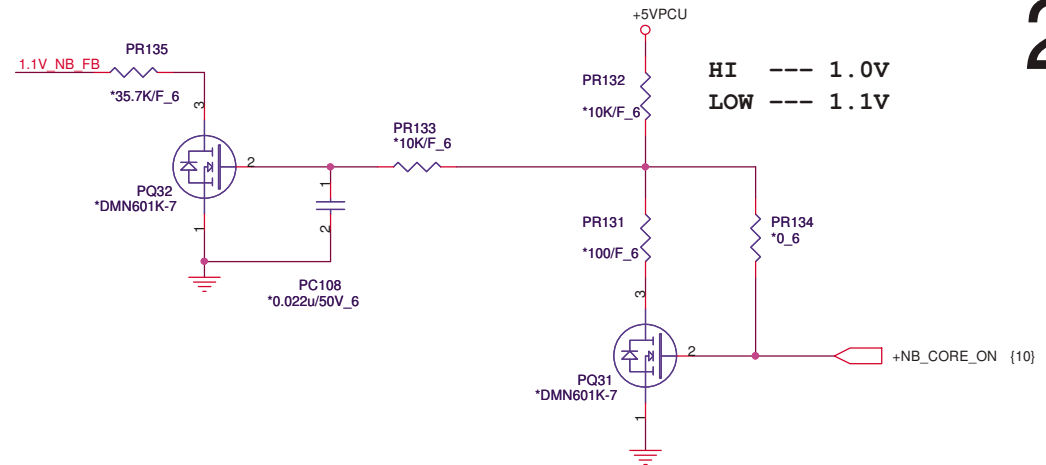 +5VPCU
2
PR135
1.1V_NB_FB
*35.7K/F_6
3
PR132
*10K/F_6
HI --- 1.0V
LOW --- 1.1V
PR133
*10K/F_6
2
1
PQ32
*DMN601K-7
1
2
PR131
*100/F_6
PR134
*0_6
PC108
*0.022u/50V_6
3
2
+NB_CORE_ON {10}
PQ31
*DMN601K-7
1